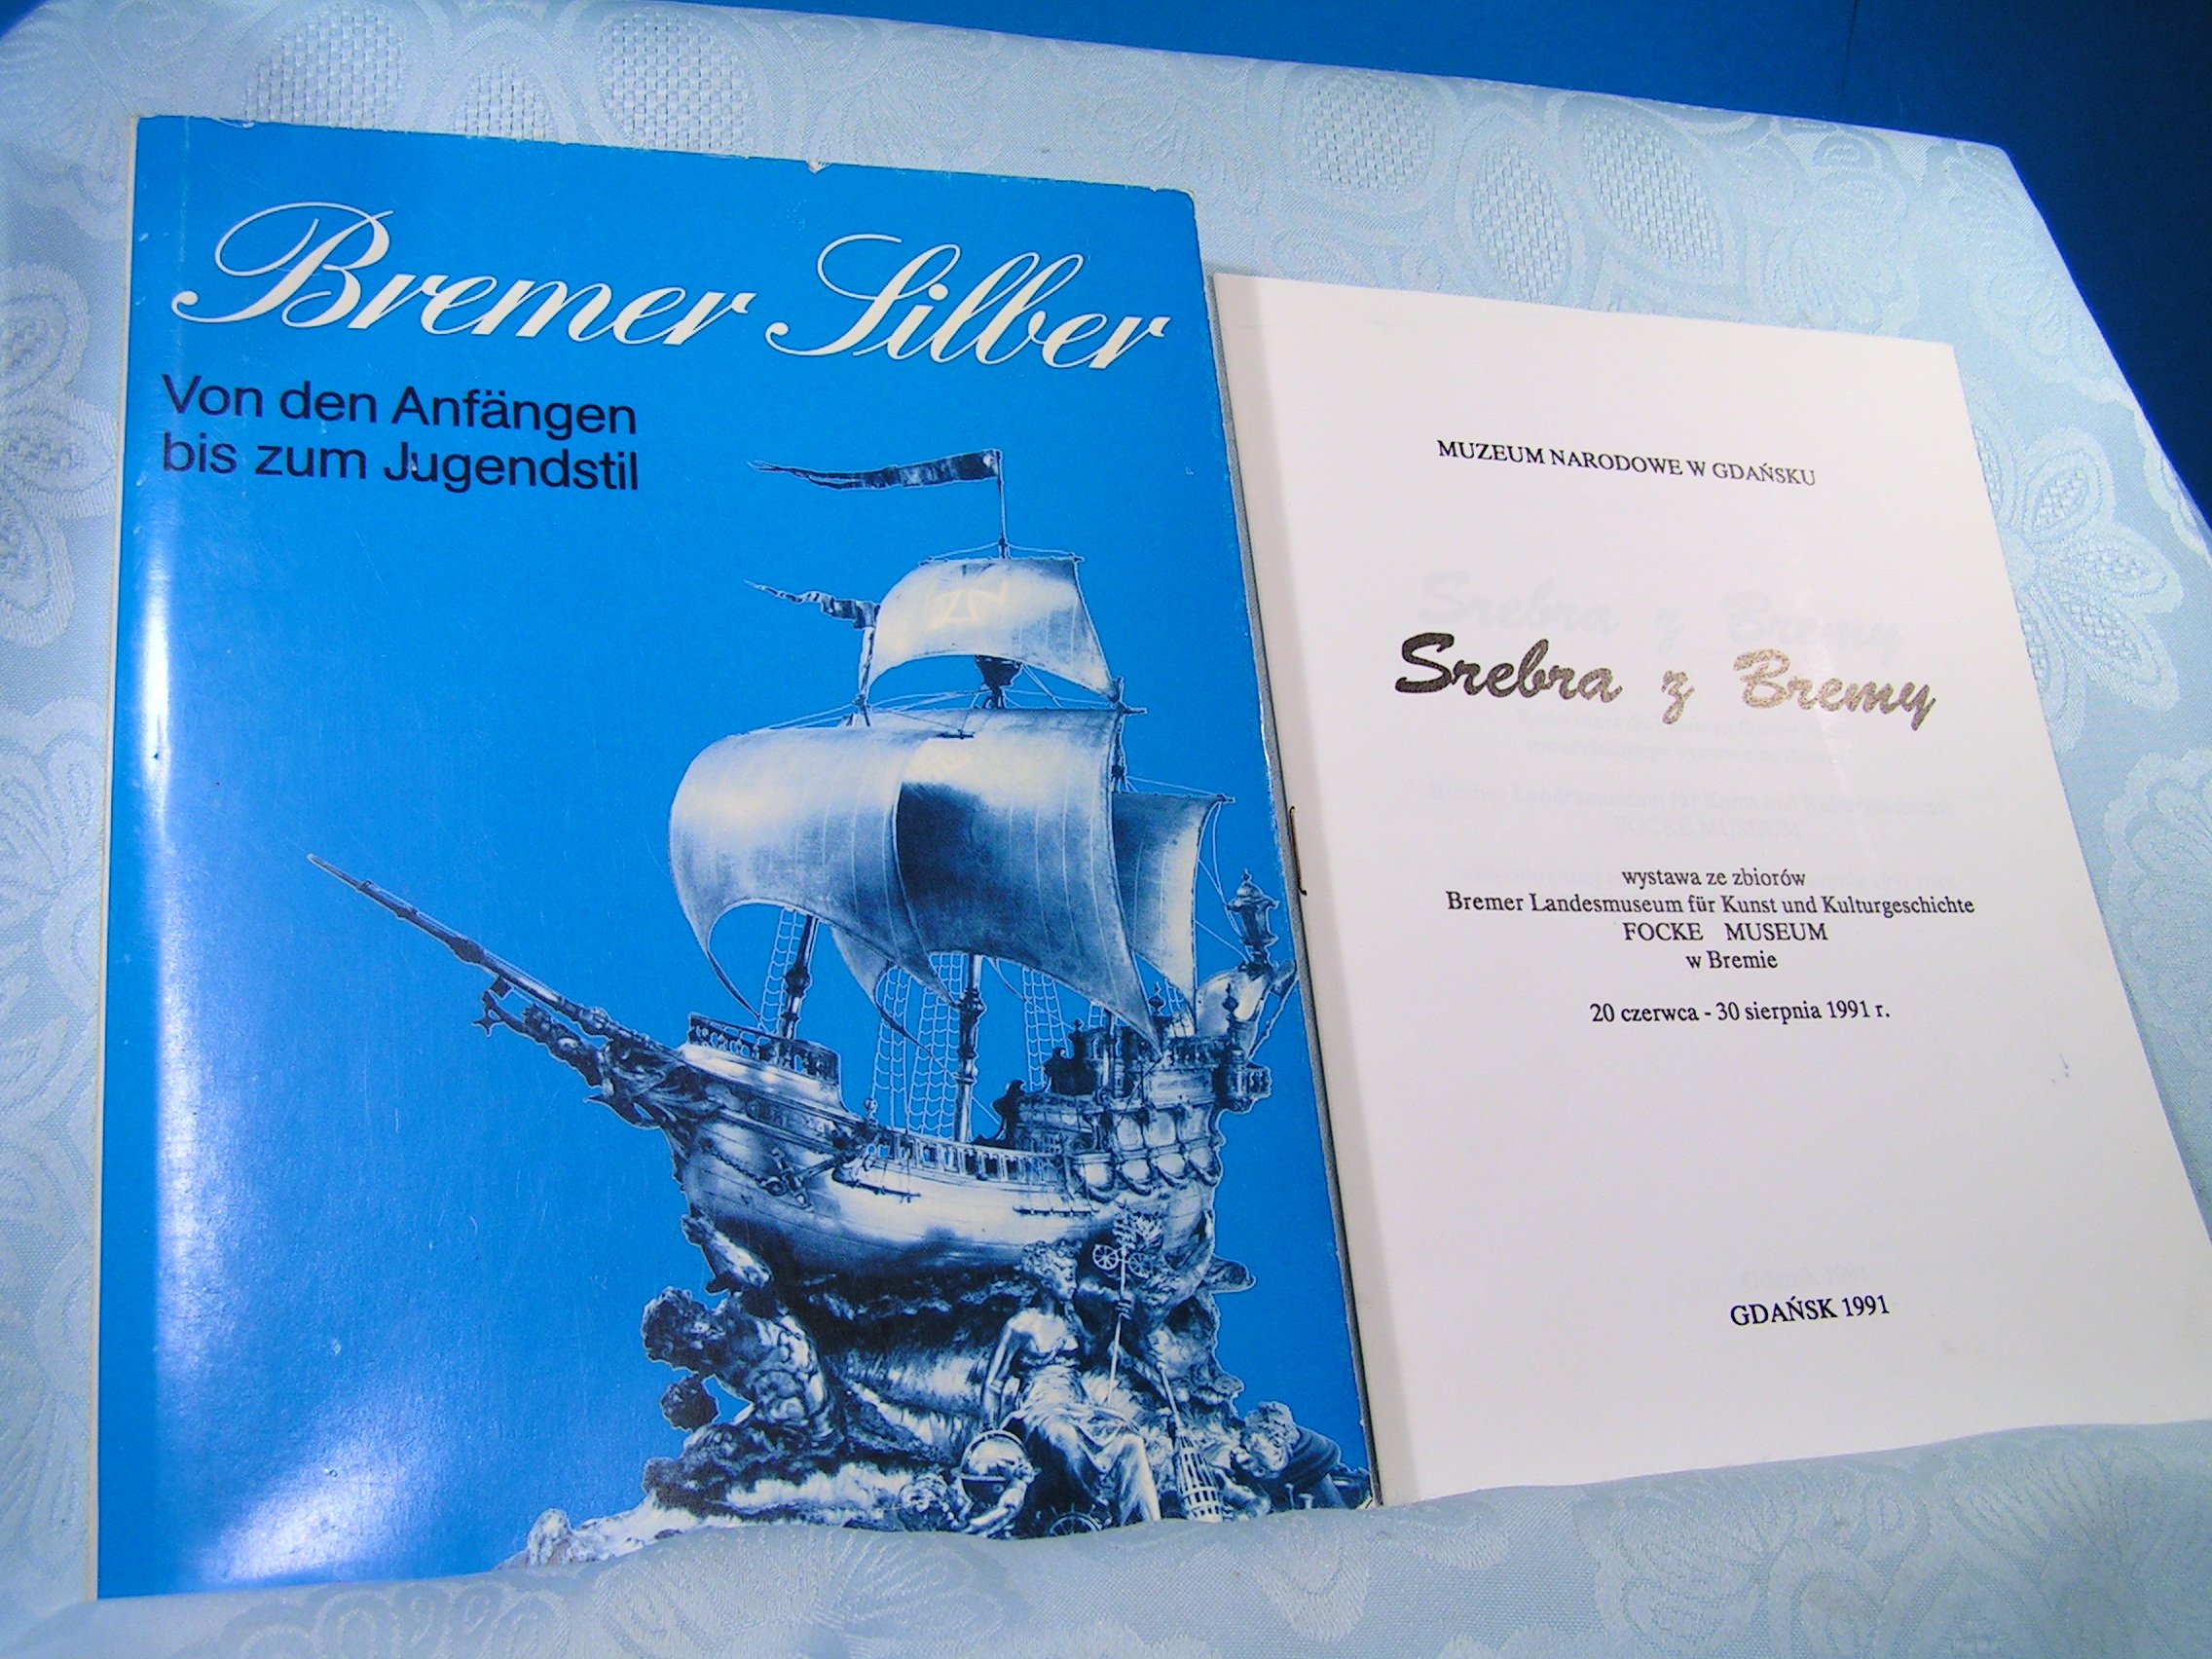 Bremer Silber
Von den Anfängen
bis zum Jugendstil
MUZEUM NARODOWE W GDAŃSKU
Srebra z Bremy
wystawa ze zbiorów
Bremer Landesmuseum für Kunst und Kulturgeschichte
FOCKE MUSEUM
w Bremie
20 czerwca - 30 sierpnia 1991 r.
GDAŃSK 1991